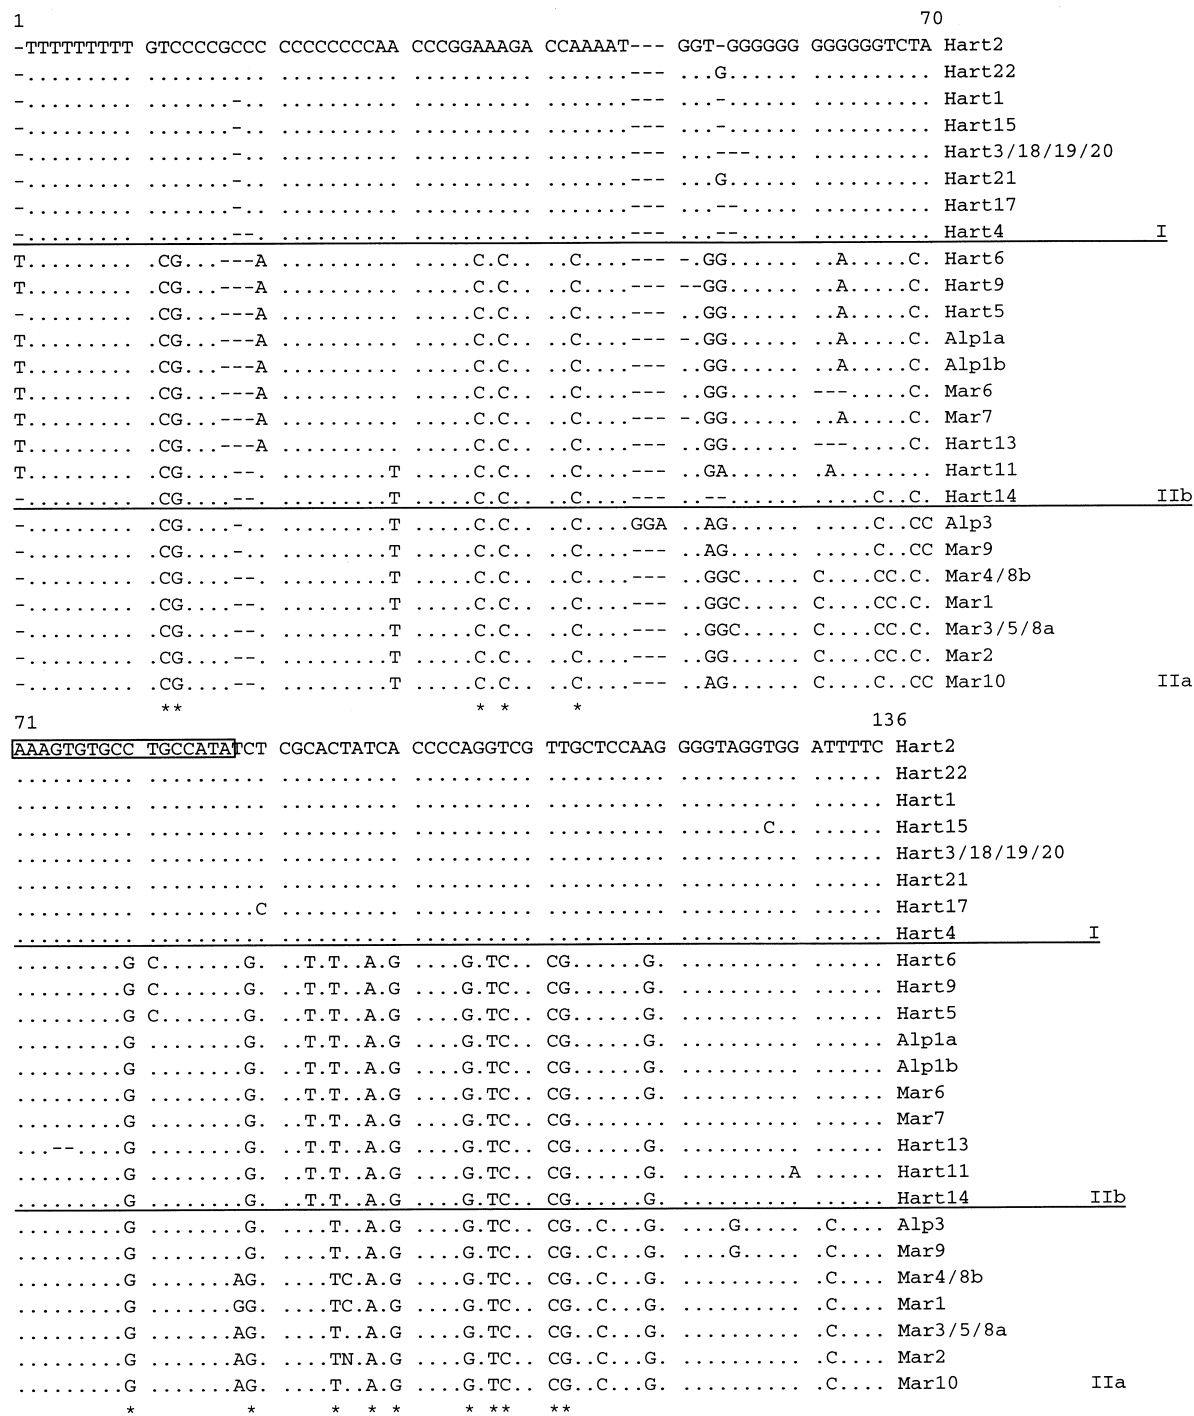 1 70
-TTTTTTTTT GTCCCCGCCC CCCCCCCCAA CCCGGAAAGA CCAAAAT--- GGT-GGGGGG GGGGGGTCTA Hart2
-......... .......... .......... .......... .......--- ...G...... .......... Hart22
-......... .......-.. .......... .......... .......--- ...-...... .......... Hart1
-......... .......-.. .......... .......... .......--- ...-...... .......... Hart15
-......... .......-.. .......... .......... .......--- ...---.... .......... Hart3/18/19/20
-......... .......-.. .......... .......... .......--- ...G...... .......... Hart21
-......... .......-.. .......... .......... .......--- ...--..... .......... Hart17
-......... .......--. .......... .......... .......--- ...--..... .......... Hart4 I
T......... .CG...---A .......... ......C.C. ...C...--- -.GG...... ..A.....C. Hart6
T......... .CG...---A .......... ......C.C. ...C...--- --GG...... ..A.....C. Hart9
-......... .CG...---A .......... ......C.C. ...C...--- ..GG...... ..A.....C. Hart5
T......... .CG...---A .......... ......C.C. ...C...--- -.GG...... ..A.....C. Alp1a
T......... .CG...---A .......... ......C.C. ...C...--- ..GG...... ..A.....C. Alp1b
T......... .CG...---A .......... ......C.C. ...C...--- ..GG...... ---.....C. Mar6
T......... .CG...---A .......... ......C.C. ...C...--- -.GG...... ..A.....C. Mar7
T......... .CG...---A .......... ......C.C. ...C...--- ..GG...... ---.....C. Hart13
T......... .CG....--. .........T ......C.C. ...C...--- ..GA...... .A........ Hart11
-......... .CG....--. .........T ......C.C. ...C...--- ..--...... .....C..C. Hart14 IIb
-......... .CG....--. .........T ......C.C. ...C...GGA ..AG...... .....C..CC Alp3
-......... .CG....--. .........T ......C.C. ...C...--- ..AG...... .....C..CC Mar9
-......... .CG....--. .........T ......C.C. ...C...--- ..GGC..... C....CC.C. Mar4/8b
-......... .CG....--. .........T ......C.C. ...C...--- ..GGC..... C....CC.C. Mar1
-......... .CG....--. .........T ......C.C. ...C...--- ..GGC..... C....CC.C. Mar3/5/8a
-......... .CG....--. .........T ......C.C. ...C...--- ..GG...... C....CC.C. Mar2
-......... .CG....--. .........T ......C.C. ...C...--- ..AG...... C....C..CC Mar10 IIa
** * * *
71 136
AAAGTGTGCC TGCCATATCT CGCACTATCA CCCCAGGTCG TTGCTCCAAG GGGTAGGTGG ATTTTC Hart2
.......... .......... .......... .......... .......... .......... ...... Hart22
.......... .......... .......... .......... .......... .......... ...... Hart1
.......... .......... .......... .......... .......... .......C.. ...... Hart15
.......... .......... .......... .......... .......... .......... ...... Hart3/18/19/20
.......... .......... .......... .......... .......... .......... ...... Hart21
.......... .........C .......... .......... .......... .......... ...... Hart17
.......... .......... .......... .......... .......... .......... ...... Hart4 I
.........G C.......G. ..T.T..A.G ....G.TC.. CG......G. .......... ...... Hart6
.........G C.......G. ..T.T..A.G ....G.TC.. CG......G. .......... ...... Hart9
.........G C.......G. ..T.T..A.G ....G.TC.. CG......G. .......... ...... Hart5
.........G ........G. ..T.T..A.G ....G.TC.. CG......G. .......... ...... Alp1a
.........G ........G. ..T.T..A.G ....G.TC.. CG......G. .......... ...... Alp1b
.........G ........G. ..T.T..A.G ....G.TC.. CG......G. .......... ...... Mar6
.........G ........G. ..T.T..A.G ....G.TC.. CG........ .......... ...... Mar7
...--....G ........G. ..T.T..A.G ....G.TC.. CG......G. .......... ...... Hart13
.........G ........G. ..T.T..A.G ....G.TC.. CG......G. .........A ...... Hart11
.........G ........G. ..T.T..A.G ....G.TC.. CG......G. .......... ...... Hart14 IIb
.........G ........G. ....T..A.G ....G.TC.. CG..C...G. ....G..... .C.... Alp3
.........G ........G. ....T..A.G ....G.TC.. CG..C...G. ....G..... .C.... Mar9
.........G .......AG. ....TC.A.G ....G.TC.. CG..C...G. .......... .C.... Mar4/8b
.........G .......GG. ....TC.A.G ....G.TC.. CG..C...G. .......... .C.... Mar1
.........G .......AG. ....T..A.G ....G.TC.. CG..C...G. .......... .C.... Mar3/5/8a
.........G .......AG. ....TN.A.G ....G.TC.. CG..C...G. .......... .C.... Mar2
.........G .......AG. ....T..A.G ....G.TC.. CG..C...G. .......... .C.... Mar10 IIa
* * * * * * ** **